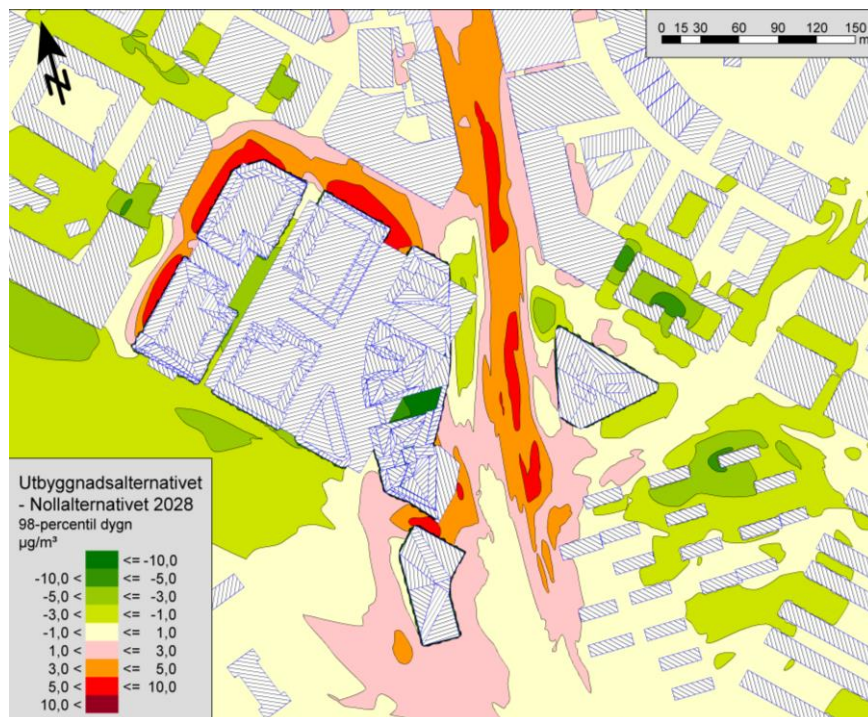 N
0 15 30 60 90 120 150
m
Utbyggnadsalternativet
- Nollalternativet 2028
98-percentil dygn
µg/m³
<= -10,0
-10,0 < <= -5,0
-5,0 < <= -3,0
-3,0 < <= -1,0
-1,0 < <= 1,0
1,0 < <= 3,0
3,0 < <= 5,0
5,0 < <= 10,0
10,0 <